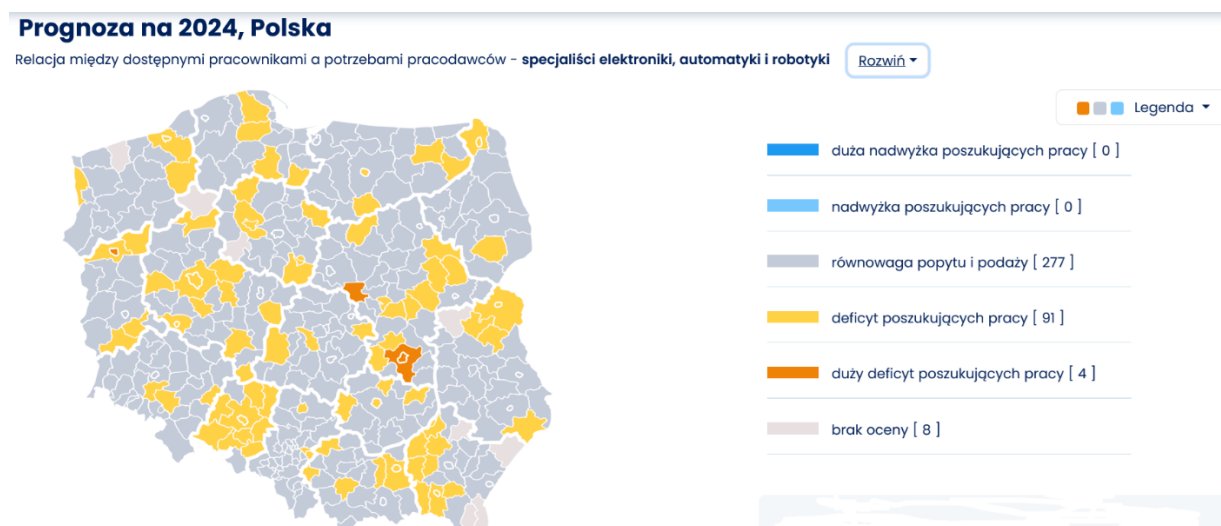 Prognoza na 2024, Polska
Relacja między dostępnymi pracownikami a potrzebami pracodawców - specjaliści elektroniki, automatyki i robotyki Rozwiń
Legenda
duża nadwyżka poszukujących pracy [ 0 ]
nadwyżka poszukujących pracy [ 0 ]
równowaga popytu i podaży [ 277 ]
deficyt poszukujących pracy [ 91 ]
duży deficyt poszukujących pracy [ 4 ]
brak oceny [ 8 ]